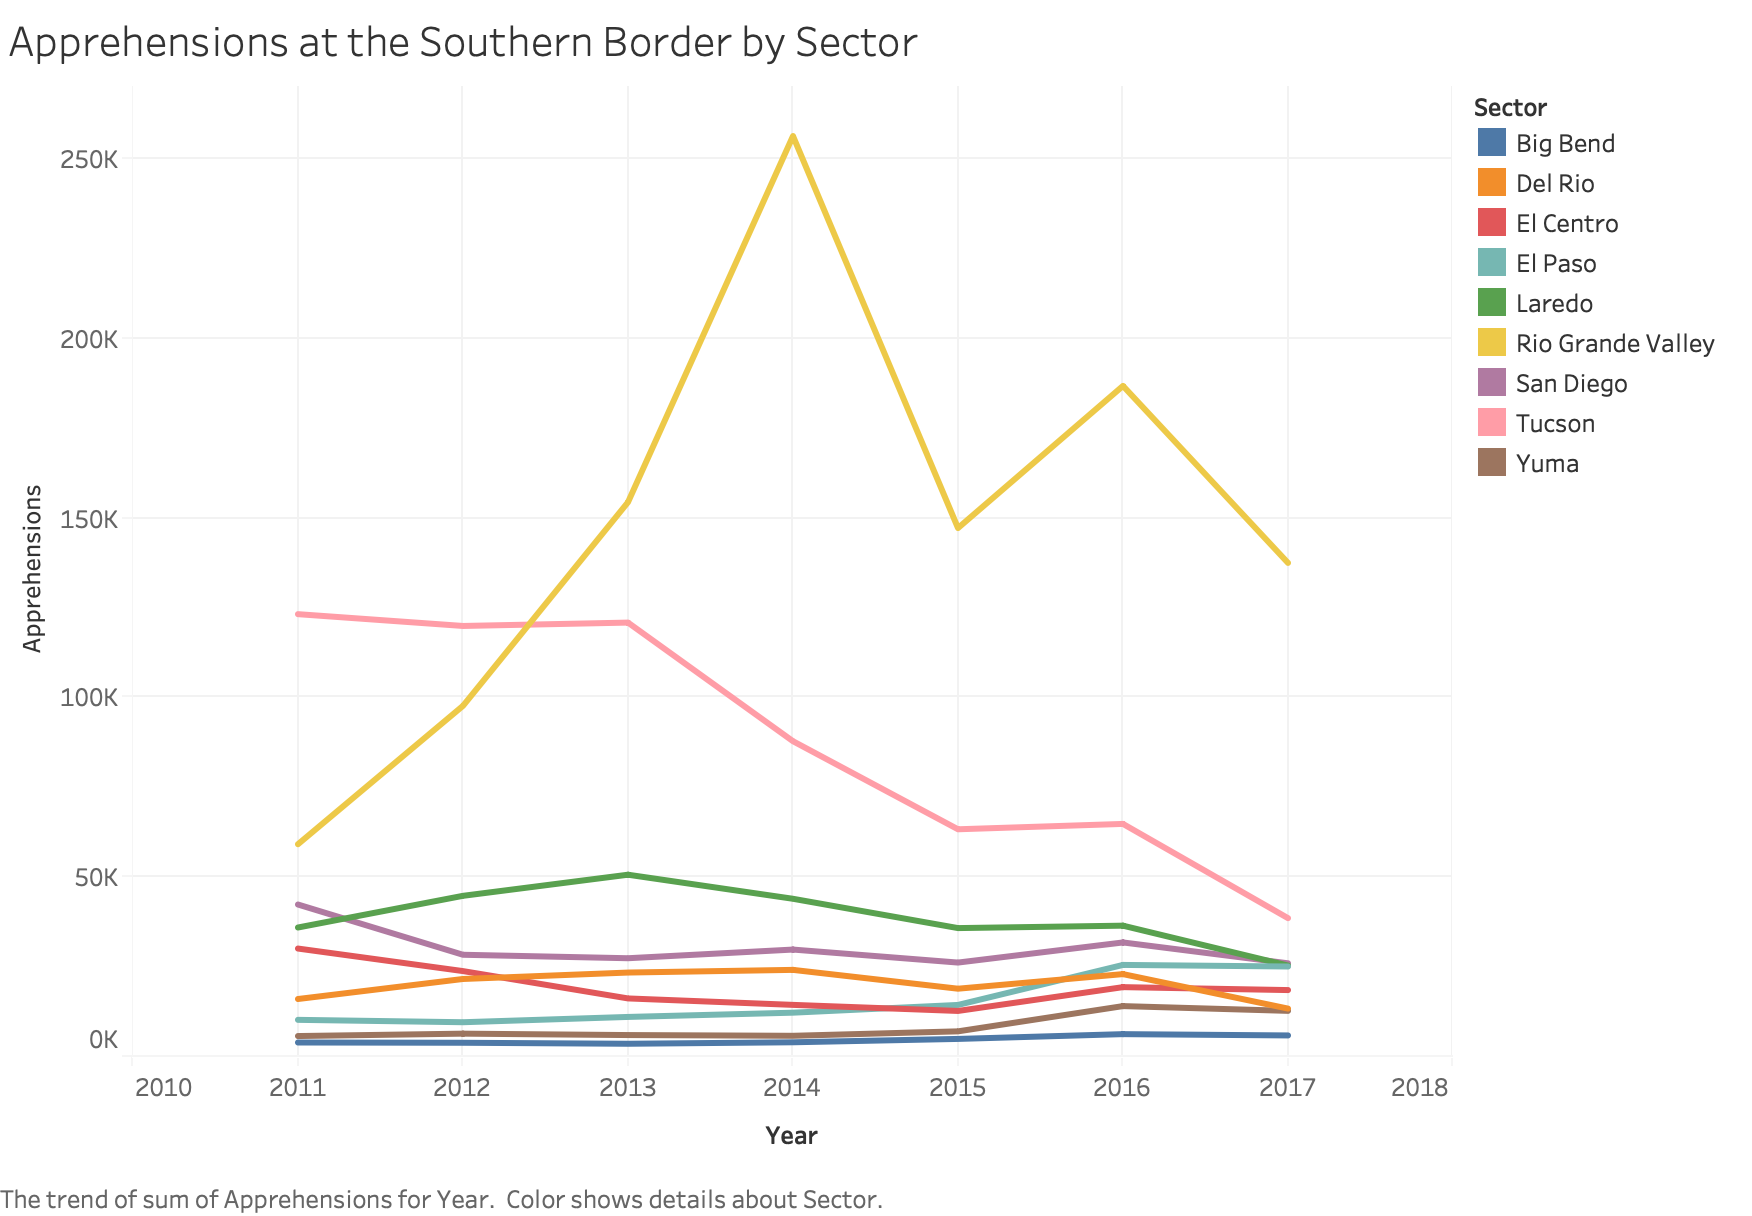 Apprehensions at the Southern Border by Sector
Sector
Big Bend
Del Rio
El Centro
El Paso
Laredo
Rio Grande Valley
San Diego
Tucson
Yuma
250K
200K
150K
100K
50K
0K
Apprehensions
2010 2011 2012 2013 2014 2015 2016 2017 2018
Year
The trend of sum of Apprehensions for Year. Color shows details about Sector.